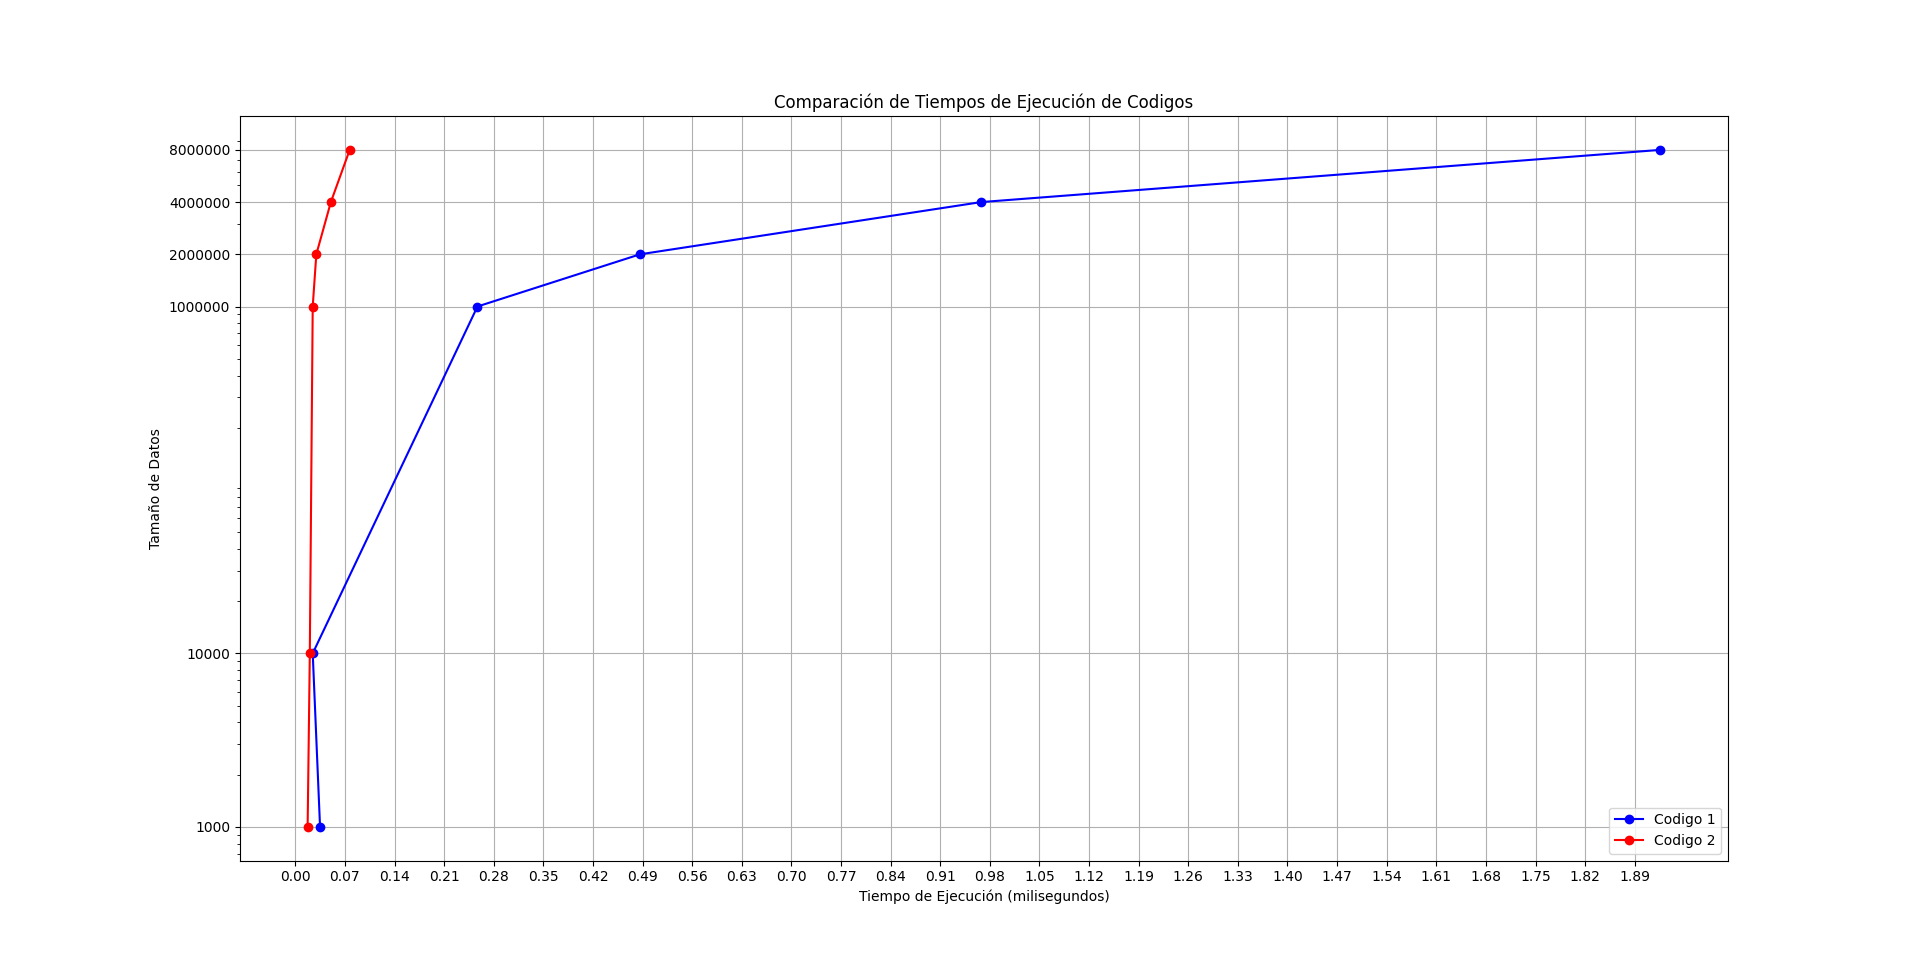 Comparación de Tiempos de Ejecución de Codigos
8000000
4000000
2000000
1000000
10000
1000
Tamaño de Datos
0.00 0.07 0.14 0.21 0.28 0.35 0.42 0.49 0.56 0.63 0.70 0.77 0.84 0.91 0.98 1.05 1.12 1.19 1.26 1.33 1.40 1.47 1.54 1.61 1.68 1.75 1.82 1.89
Tiempo de Ejecución (milisegundos)
Codigo 1
Codigo 2